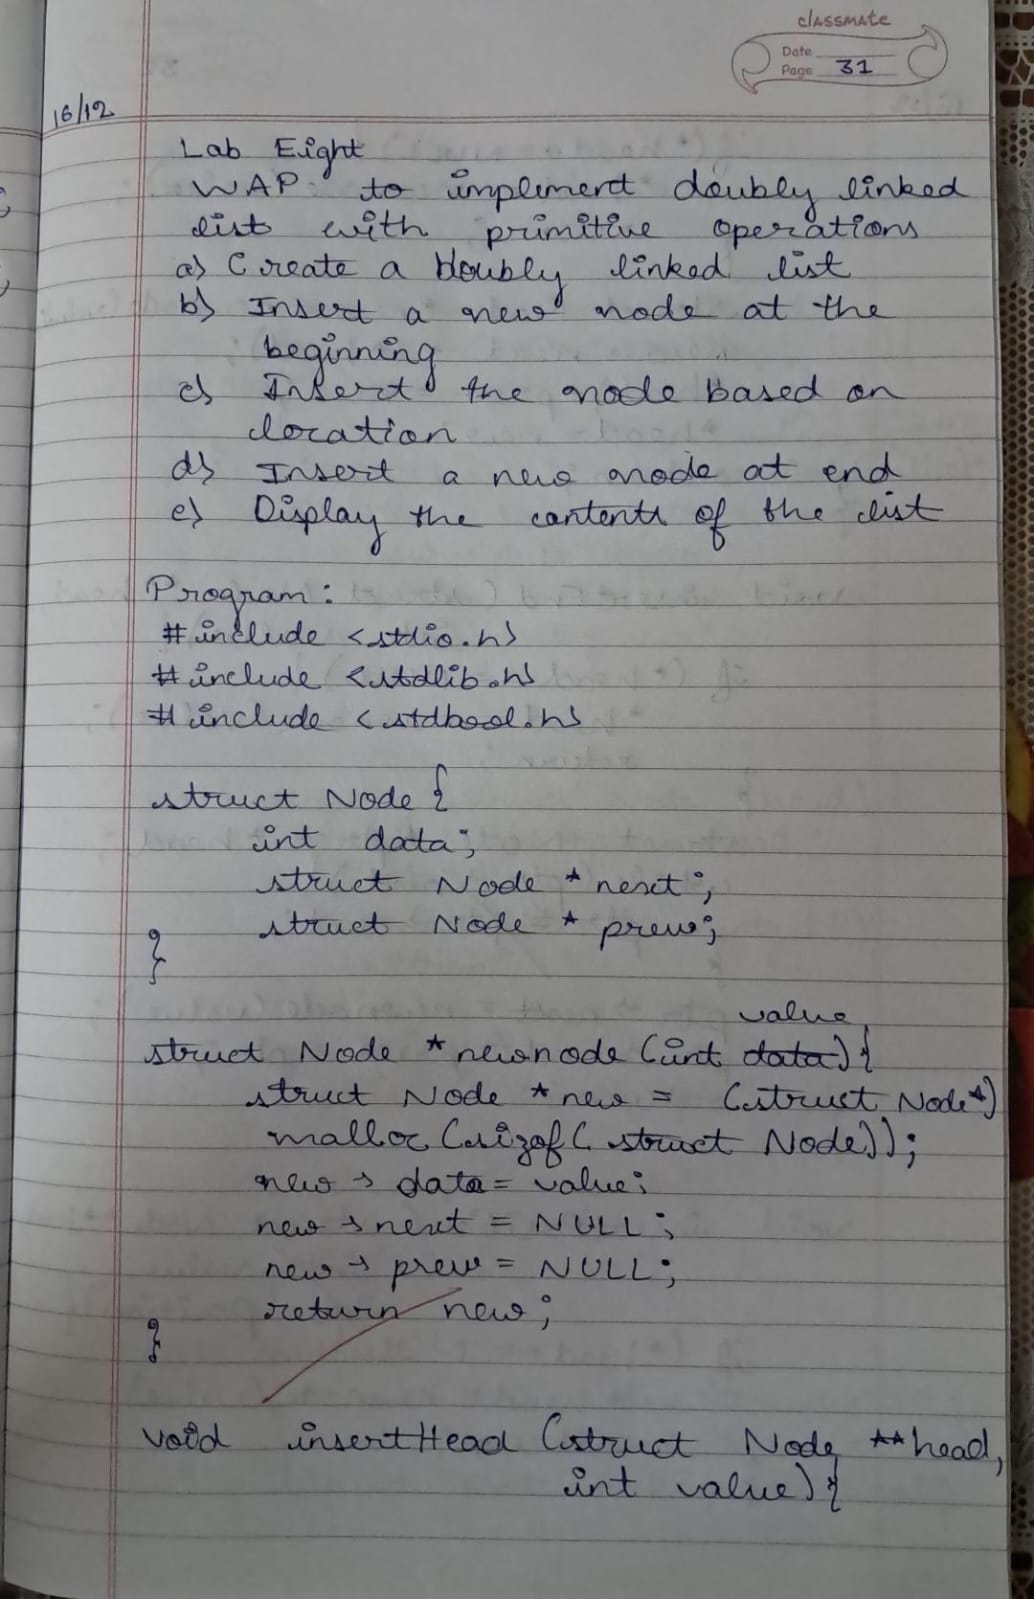 classmate
Date
Page 31
16/12
Lab Eight
WAP to implement doubly linked
list with primitive operations
a) Create a doubly linked list
b) Insert a new node at the
beginning
c) Insert the node based on
location
d) Insert a new node at end
e) Display the contents of the list
Program:
#include <stdio.h>
#include <stdlib.h>
#include <stdbool.h>
struct Node {
int data;
struct Node * next;
struct Node * prev;
}
value
struct Node * newnode (int data) {
struct Node * new = (struct Node*)
malloc (sizof( struct Node));
new → data = value;
new → next = NULL;
new → prev = NULL;
return new;
}
void insertHead (struct Node **head,
int value) {